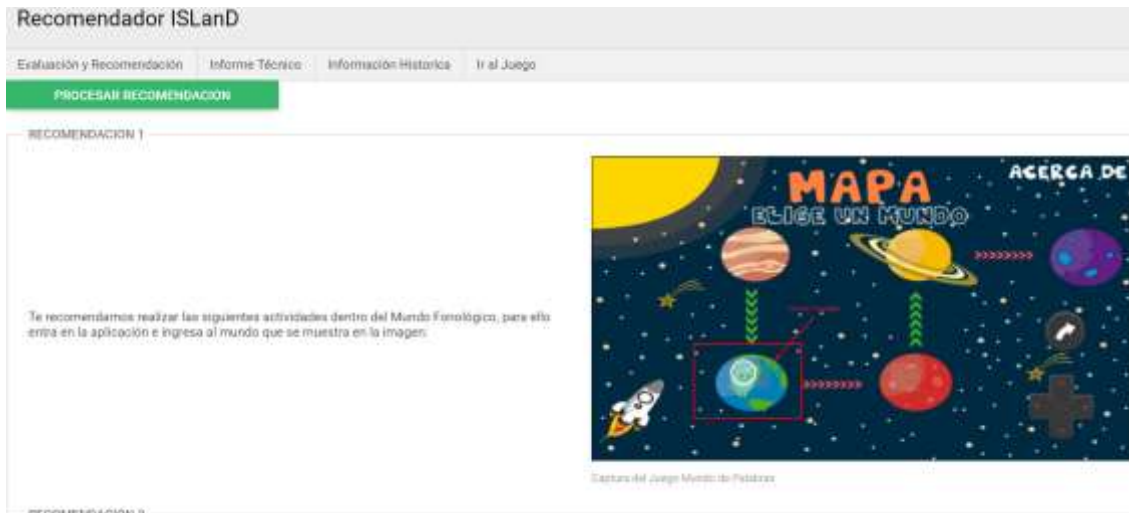 Recomendador ISLanD
Evaluación y Recomendación Informe Técnico Información Historica Ir al Juego
PROCESAR RECOMENDACION
RECOMENDACION 1
MAPA
ELIGE UN MUNDO
ACERCA DE
Te recomendamos realizar las siguientes actividades dentro del Mundo Fonológico, para ello
entra en la aplicación e ingresa al mundo que se muestra en la imagen:
Captura del Juego Mundo de Palabras